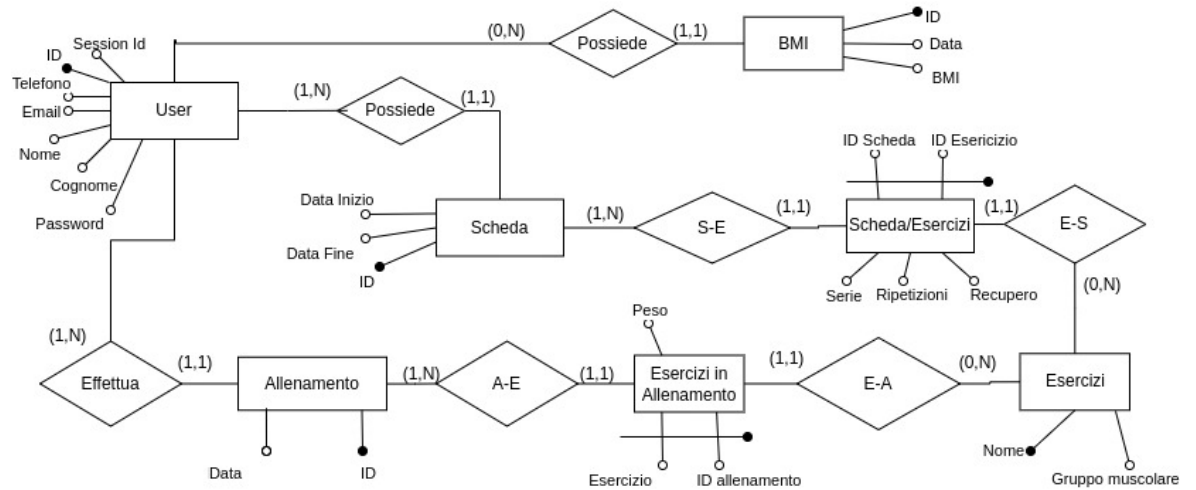 (0,N)
Possiede
(1,1)
BMI
ID
Data
BMI
Session Id
ID
Telefono
Email
Nome
Cognome
Password
User
(1,N)
Possiede
(1,1)
Data Inizio
Data Fine
ID
Scheda
(1,N)
S-E
(1,1)
ID Scheda
ID Esericizio
Scheda/Esercizi
Serie
Ripetizioni
Recupero
(1,1)
E-S
(0,N)
(1,N)
Effettua
(1,1)
Allenamento
Data
ID
(1,N)
A-E
(1,1)
Peso
Esercizi in
Allenamento
Esercizio
ID allenamento
(1,1)
E-A
(0,N)
Esercizi
Nome
Gruppo muscolare